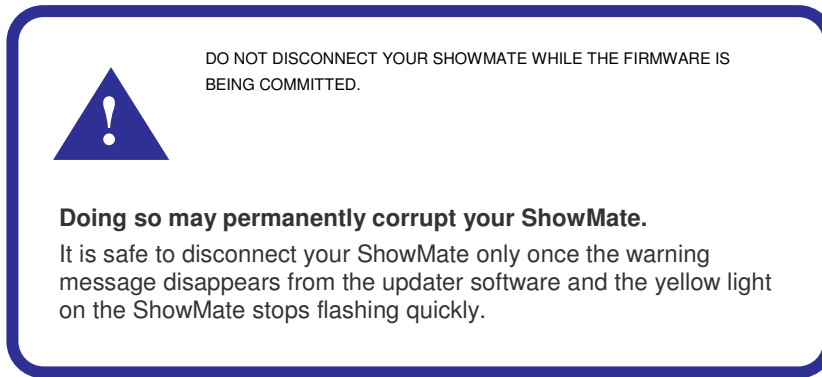 DO NOT DISCONNECT YOUR SHOWMATE WHILE THE FIRMWARE IS
BEING COMMITTED.
!
Doing so may permanently corrupt your ShowMate.
It is safe to disconnect your ShowMate only once the warning
message disappears from the updater software and the yellow light
on the ShowMate stops flashing quickly.